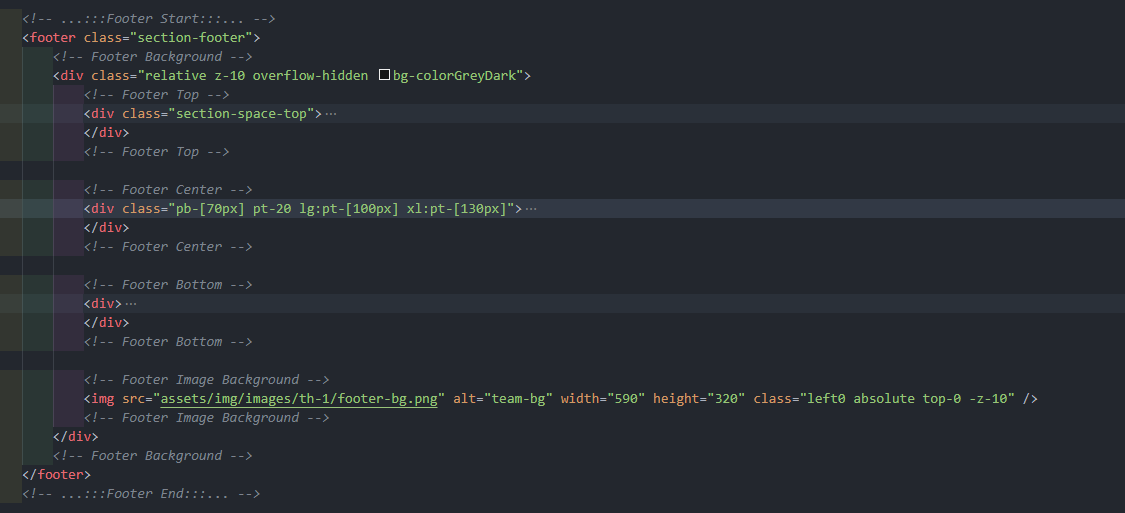 <!-- ...:::Footer Start:::... -->
<footer class="section-footer">
<!-- Footer Background -->
<div class="relative z-10 overflow-hidden bg-colorGreyDark">
<!-- Footer Top -->
<div class="section-space-top">···
</div>
<!-- Footer Top -->
<!-- Footer Center -->
<div class="pb-[70px] pt-20 lg:pt-[100px] xl:pt-[130px]">···
</div>
<!-- Footer Center -->
<!-- Footer Bottom -->
<div>···
</div>
<!-- Footer Bottom -->
<!-- Footer Image Background -->
<img src="assets/img/images/th-1/footer-bg.png" alt="team-bg" width="590" height="320" class="left0 absolute top-0 -z-10" />
<!-- Footer Image Background -->
</div>
<!-- Footer Background -->
</footer>
<!-- ...:::Footer End:::... -->